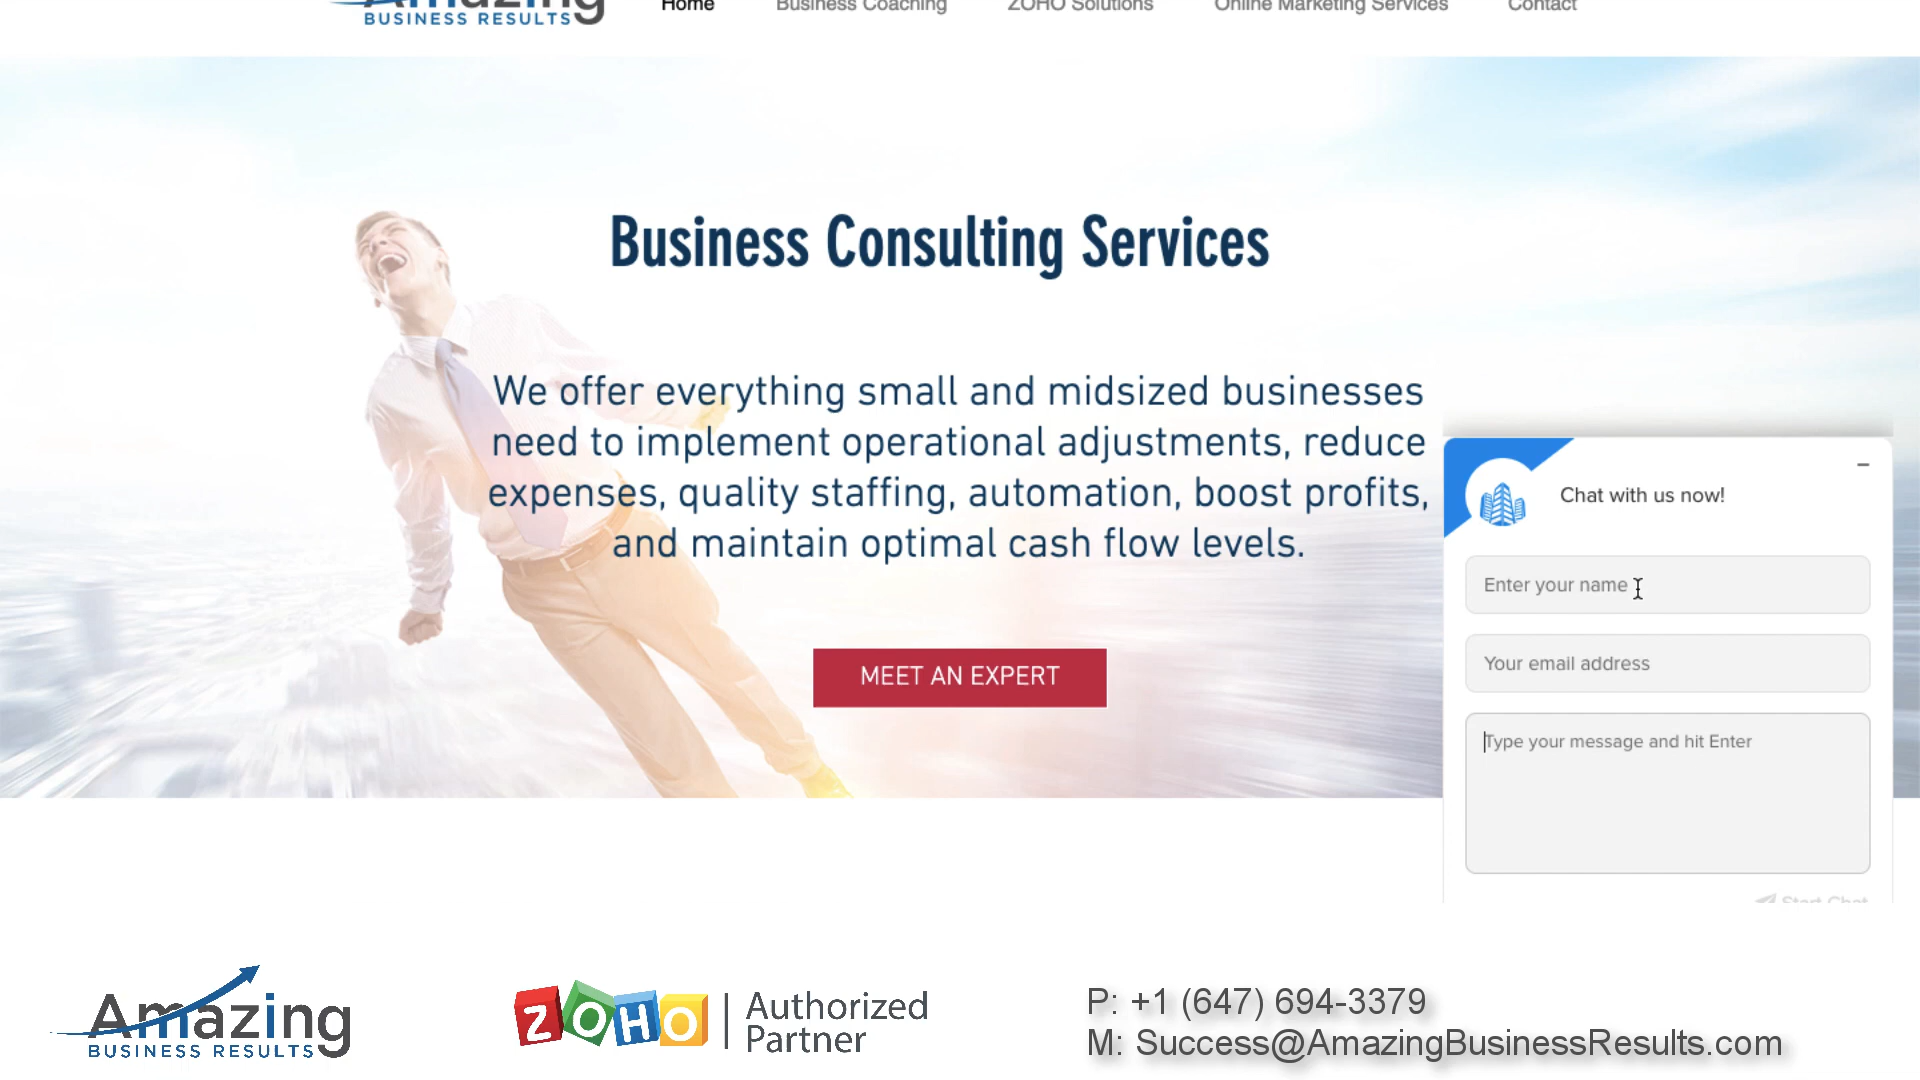 Amazing
BUSINESS RESULTS
Home
Business Coaching
ZOHO Solutions
Online Marketing Services
Contact
Business Consulting Services
We offer everything small and midsized businesses
need to implement operational adjustments, reduce
expenses, quality staffing, automation, boost profits,
and maintain optimal cash flow levels.
MEET AN EXPERT
Chat with us now!
Enter your name
Your email address
Type your message and hit Enter
Start Chat
Amazing
BUSINESS RESULTS
ZOHO
Authorized
Partner
P: +1 (647) 694-3379
M: Success@AmazingBusinessResults.com